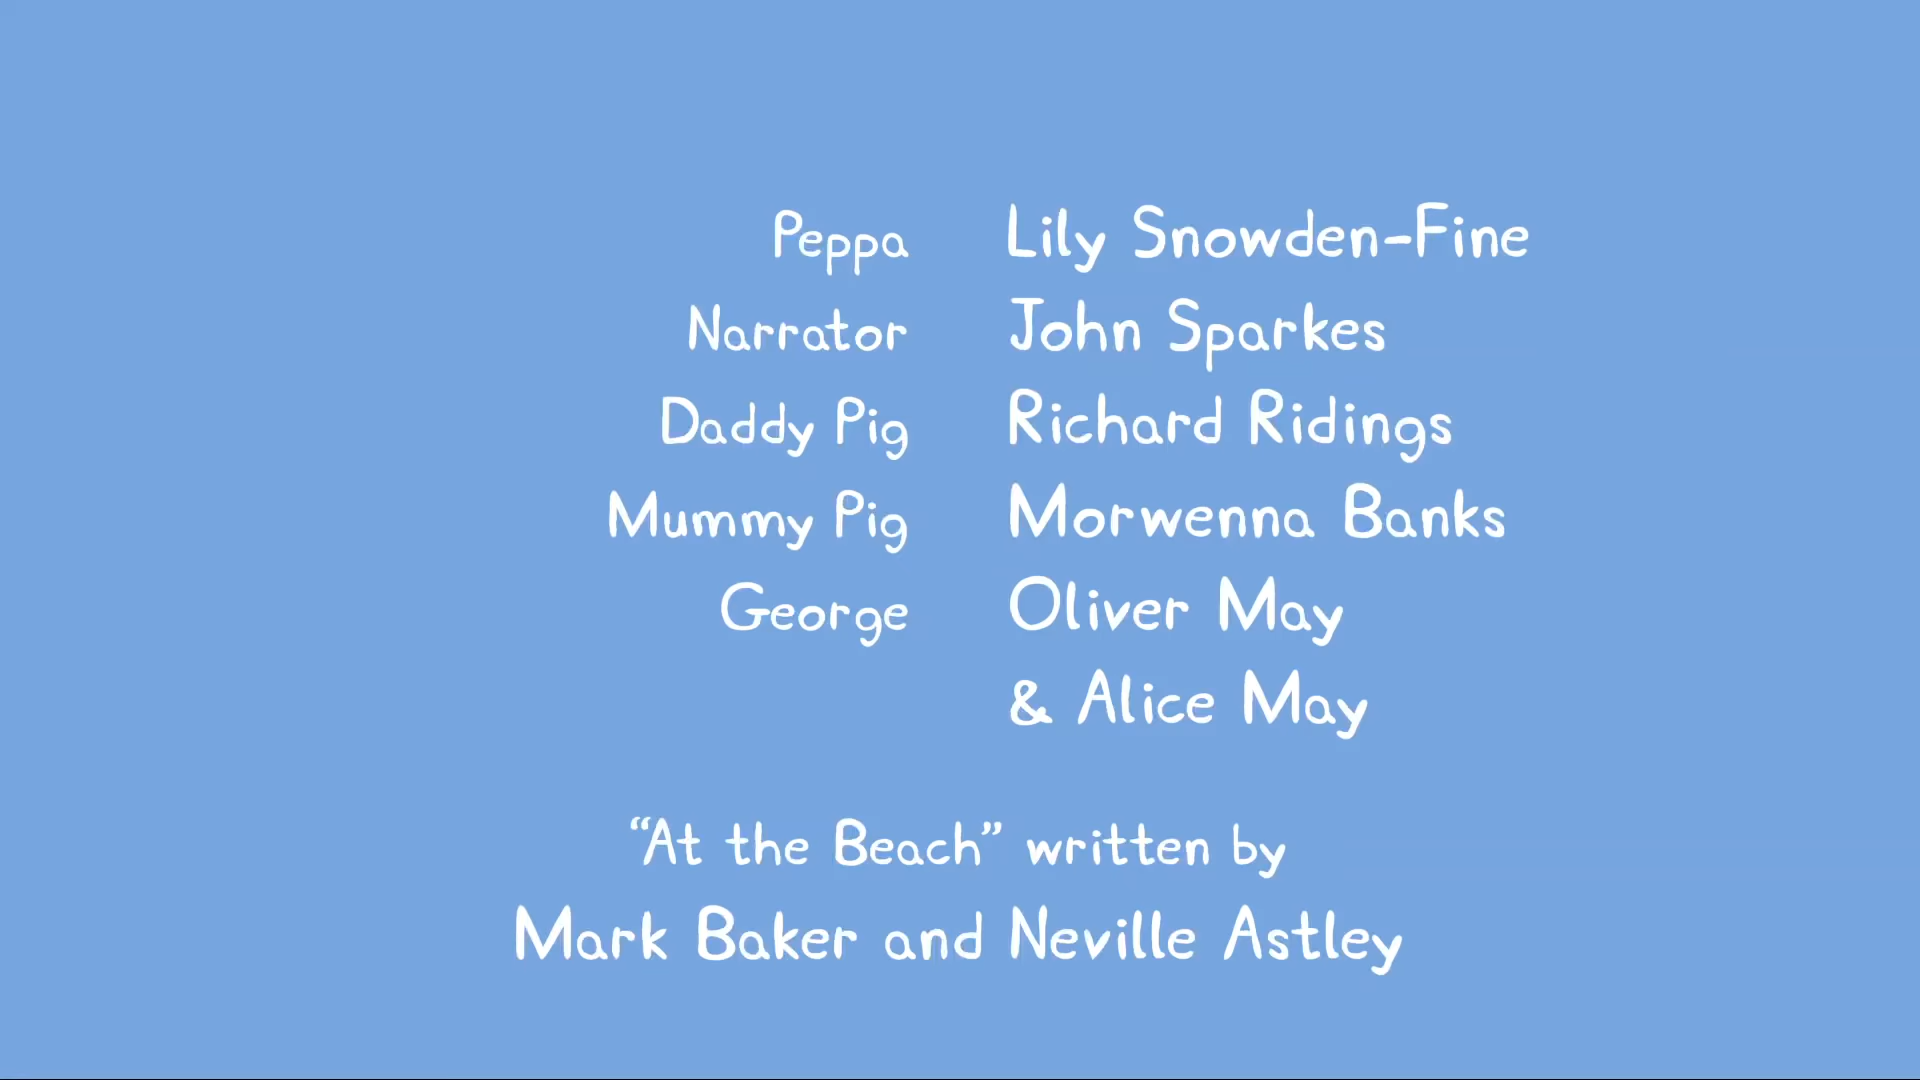 Peppa Lily Snowden-Fine
Narrator John Sparkes
Daddy Pig Richard Ridings
Mummy Pig Morwenna Banks
George Oliver May
& Alice May
“At the Beach” written by
Mark Baker and Neville Astley